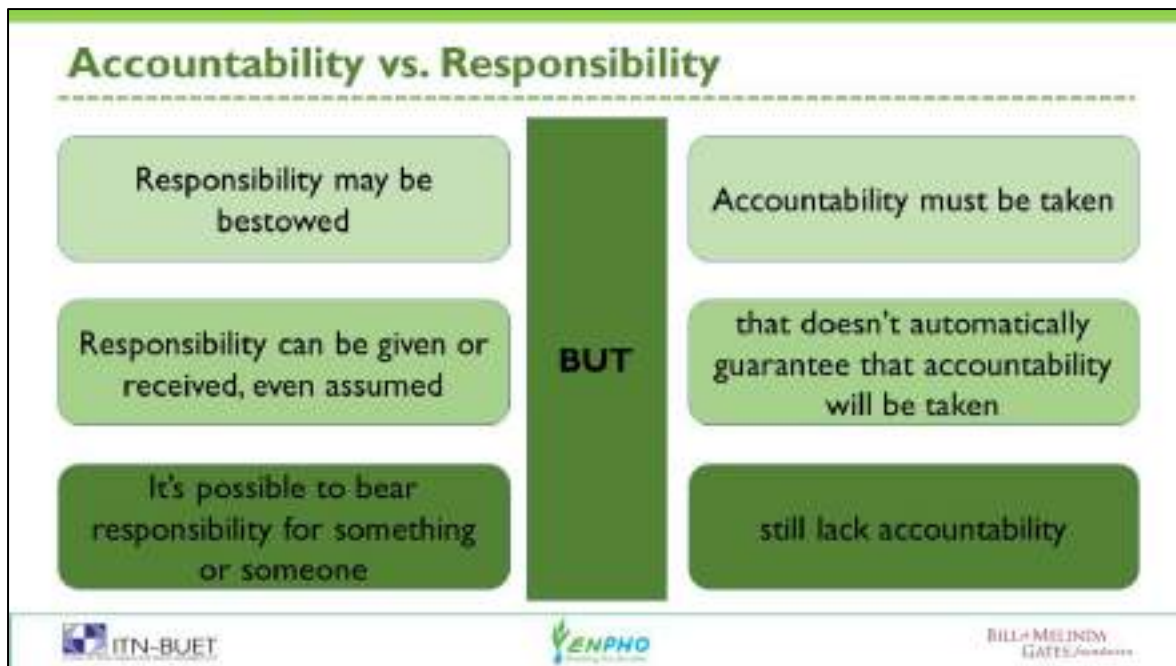 Accountability vs. Responsibility
Responsibility may be
bestowed
BUT
Accountability must be taken
Responsibility can be given or
received, even assumed
that doesn't automatically
guarantee that accountability
will be taken
It's possible to bear
responsibility for something
or someone
still lack accountability
ITN-BUET
ENPHO
BILL & MELINDA
GATES foundation